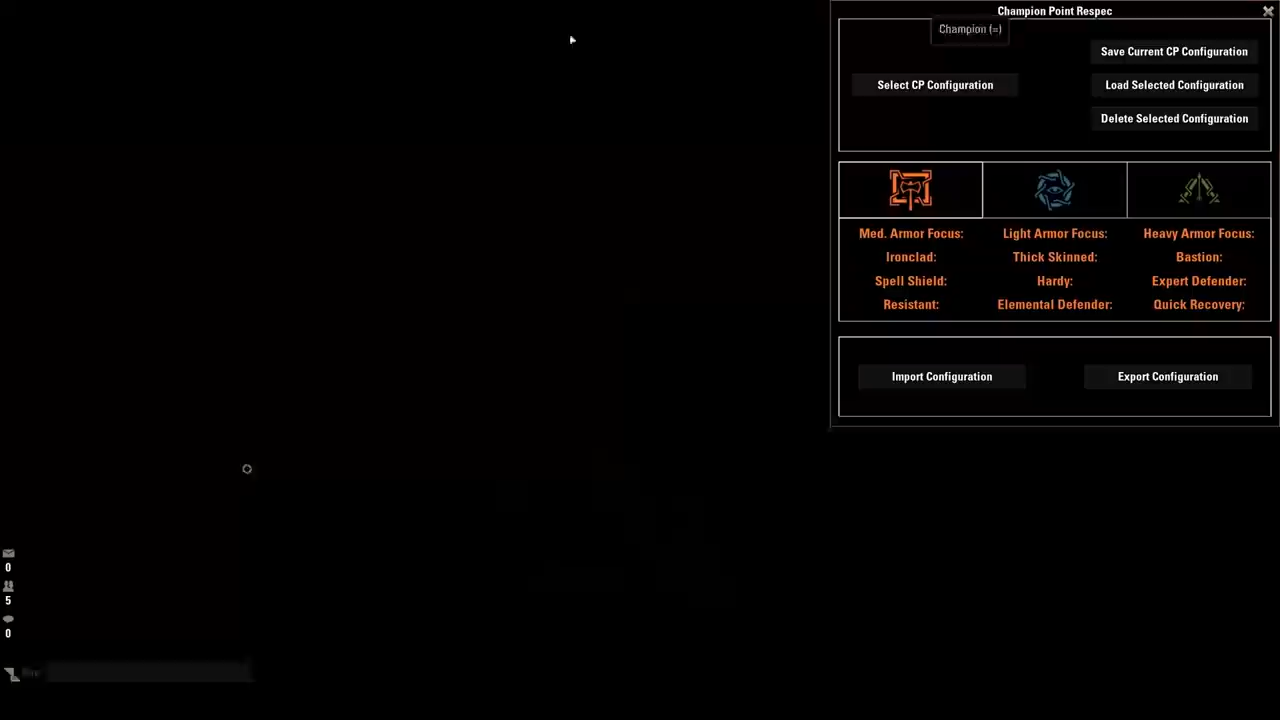 Champion Point Respec
Champion (=)
Save Current CP Configuration
Select CP Configuration
Load Selected Configuration
Delete Selected Configuration
Med. Armor Focus:
Light Armor Focus:
Heavy Armor Focus:
Ironclad:
Thick Skinned:
Bastion:
Spell Shield:
Hardy:
Expert Defender:
Resistant:
Elemental Defender:
Quick Recovery:
Import Configuration
Export Configuration
0
5
0